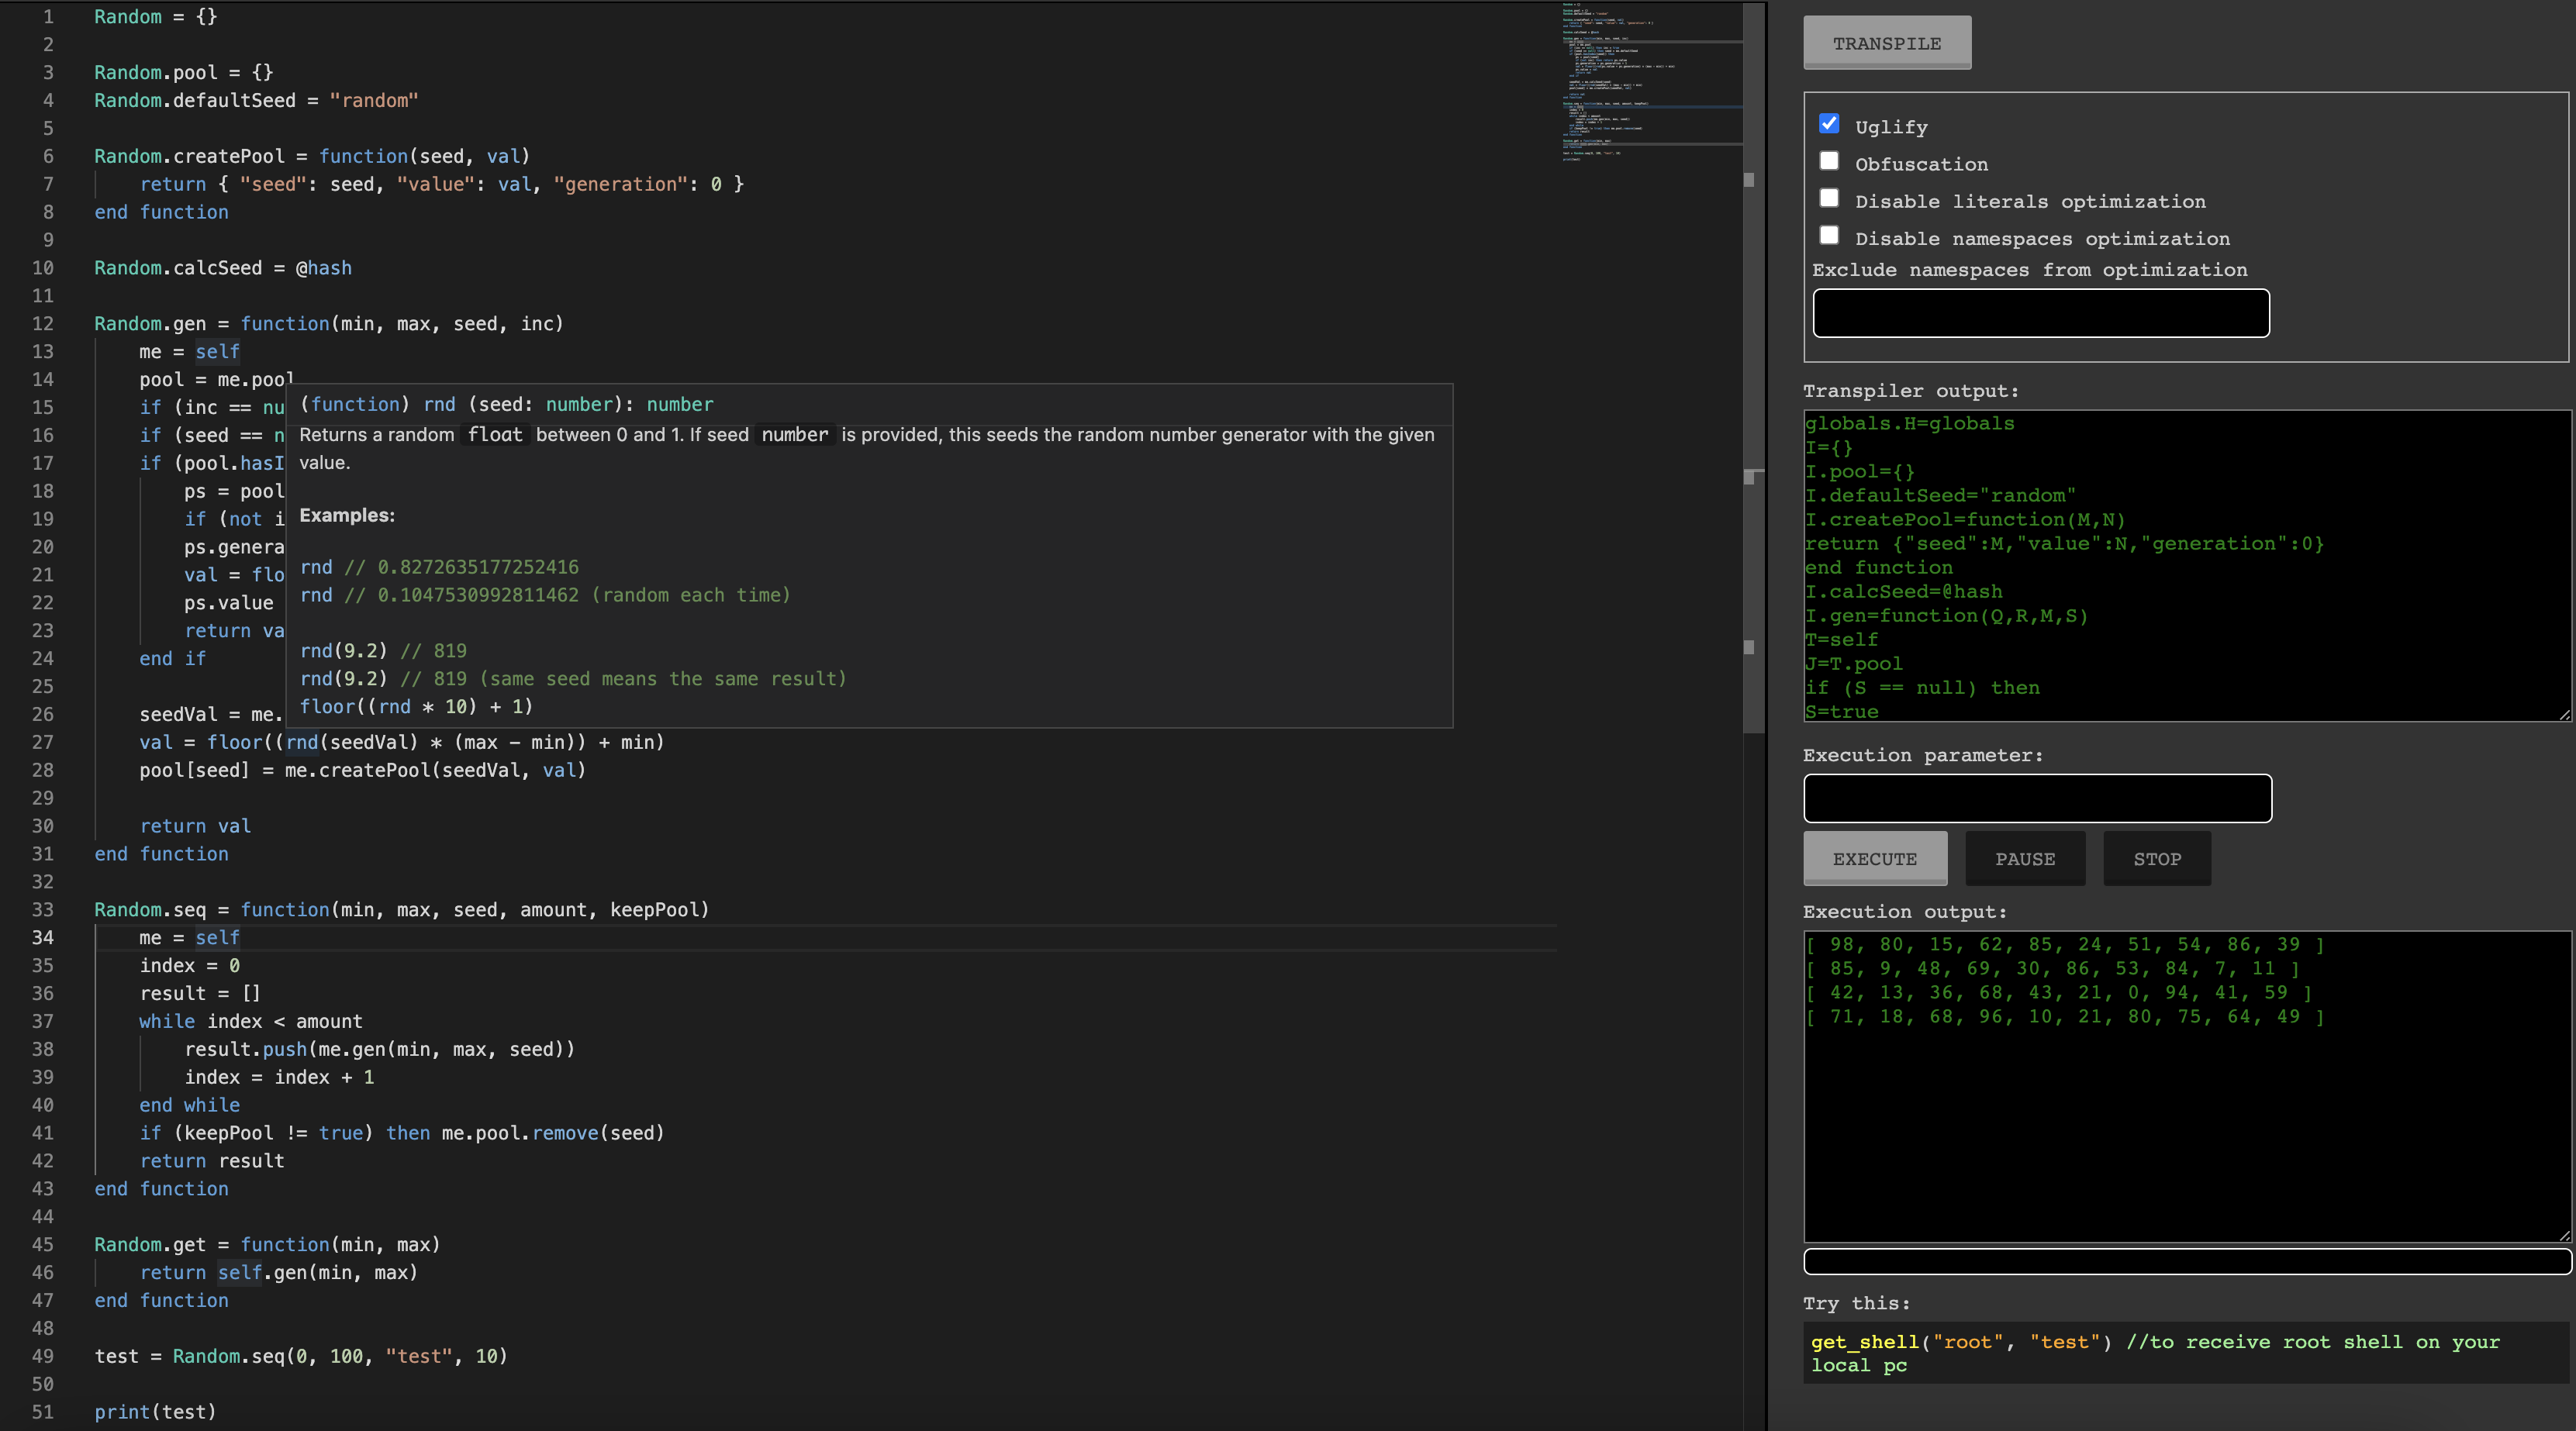 1 Random = {}
2
3 Random.pool = {}
4 Random.defaultSeed = "random"
5
6 Random.createPool = function(seed, val)
7 return { "seed": seed, "value": val, "generation": 0 }
8 end function
9
10 Random.calcSeed = @hash
11
12 Random.gen = function(min, max, seed, inc)
13 me = self
14 pool = me.pool
15 if (inc == nu
16 if (seed == n
17 if (pool.hasI
18 ps = pool
19 if (not i
20 ps.genera
21 val = flo
22 ps.value
23 return va
24 end if
25
26 seedVal = me.
27 val = floor((rnd(seedVal) * (max - min)) + min)
28 pool[seed] = me.createPool(seedVal, val)
29
30 return val
31 end function
32
33 Random.seq = function(min, max, seed, amount, keepPool)
34 me = self
35 index = 0
36 result = []
37 while index < amount
38 result.push(me.gen(min, max, seed))
39 index = index + 1
40 end while
41 if (keepPool != true) then me.pool.remove(seed)
42 return result
43 end function
44
45 Random.get = function(min, max)
46 return self.gen(min, max)
47 end function
48
49 test = Random.seq(0, 100, "test", 10)
50
51 print(test)
(function) rnd (seed: number): number
Returns a random float between 0 and 1. If seed number is provided, this seeds the random number generator with the given
value.
Examples:
rnd // 0.8272635177252416
rnd // 0.1047530992811462 (random each time)
rnd(9.2) // 819
rnd(9.2) // 819 (same seed means the same result)
floor((rnd * 10) + 1)
TRANSPILE
Uglify
Obfuscation
Disable literals optimization
Disable namespaces optimization
Exclude namespaces from optimization
Transpiler output:
globals.H=globals
I={}
I.pool={}
I.defaultSeed="random"
I.createPool=function(M,N)
return {"seed":M,"value":N,"generation":0}
end function
I.calcSeed=@hash
I.gen=function(Q,R,M,S)
T=self
J=T.pool
if (S == null) then
S=true
Execution parameter:
EXECUTE PAUSE STOP
Execution output:
[ 98, 80, 15, 62, 85, 24, 51, 54, 86, 39 ]
[ 85, 9, 48, 69, 30, 86, 53, 84, 7, 11 ]
[ 42, 13, 36, 68, 43, 21, 0, 94, 41, 59 ]
[ 71, 18, 68, 96, 10, 21, 80, 75, 64, 49 ]
Try this:
get_shell("root", "test") //to receive root shell on your
local pc